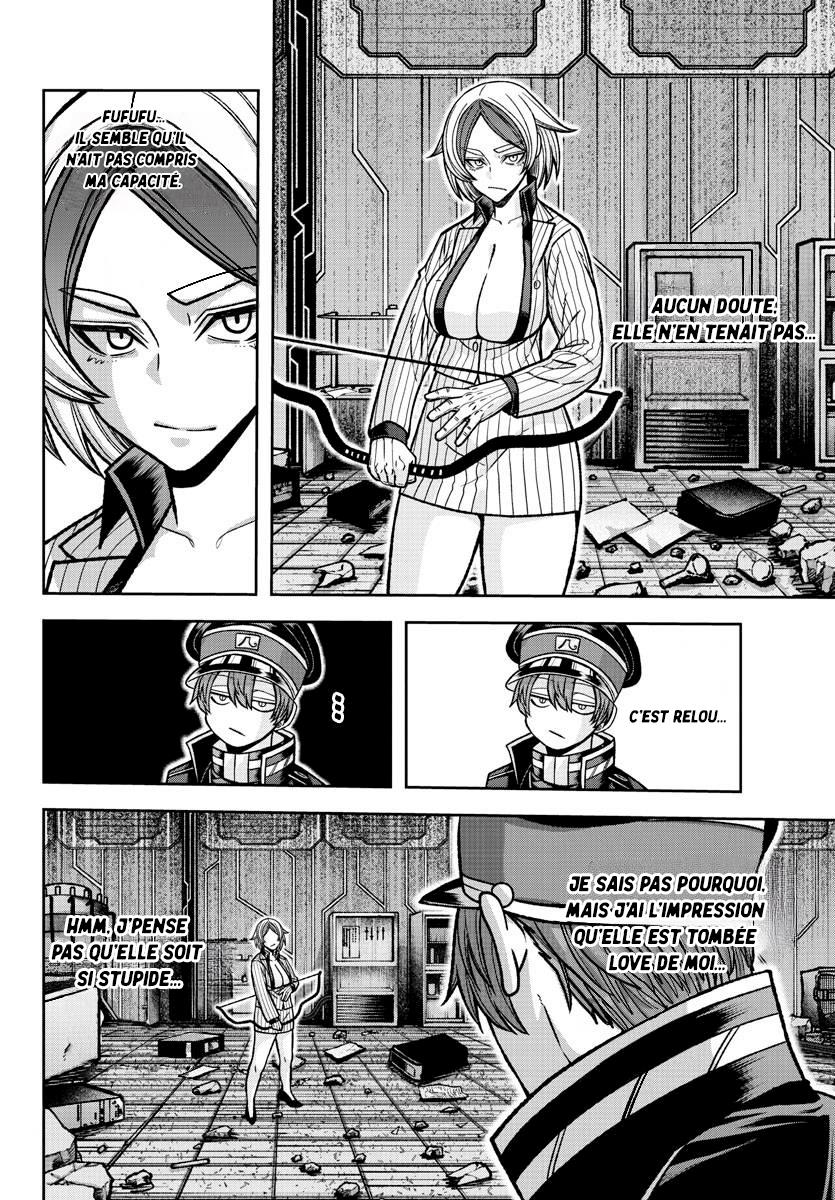 AUCUN DOUTE,
ELLE N'EN TENAIT PAS...
FUFUFU...
IL SEMBLE QU'IL
N'AIT PAS COMPRIS
MA CAPACITÉ.
C'EST RELOU...
JE SAIS PAS POURQUOI,
MAIS J'AI L'IMPRESSION
QU'ELLE EST TOMBÉE
LOVE DE MOI...
HMM, J'PENSE
PAS QU'ELLE SOIT
SI STUPIDE...